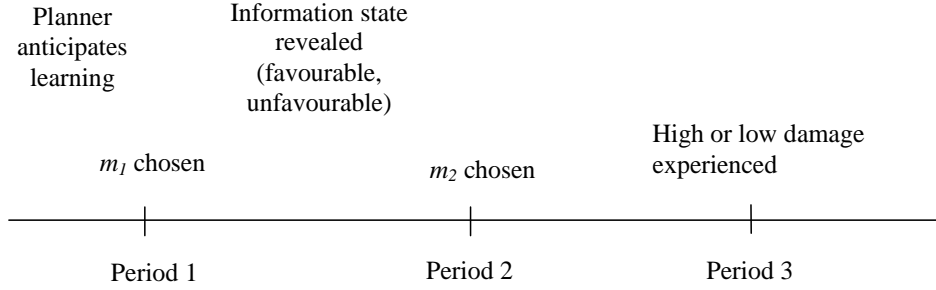 Planner
anticipates
learning
Information state
revealed
(favourable,
unfavourable)
m1 chosen
m2 chosen
High or low damage
experienced
Period 1
Period 2
Period 3